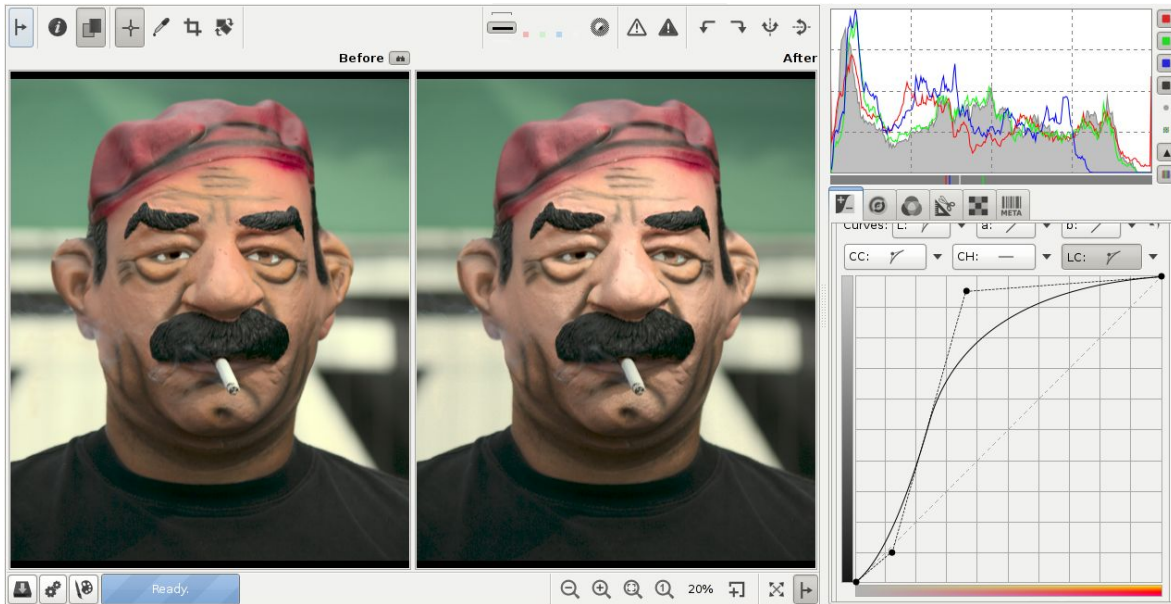 Before
After
META
Curves: L: a: b:
CC: CH: LC:
Ready.
20%